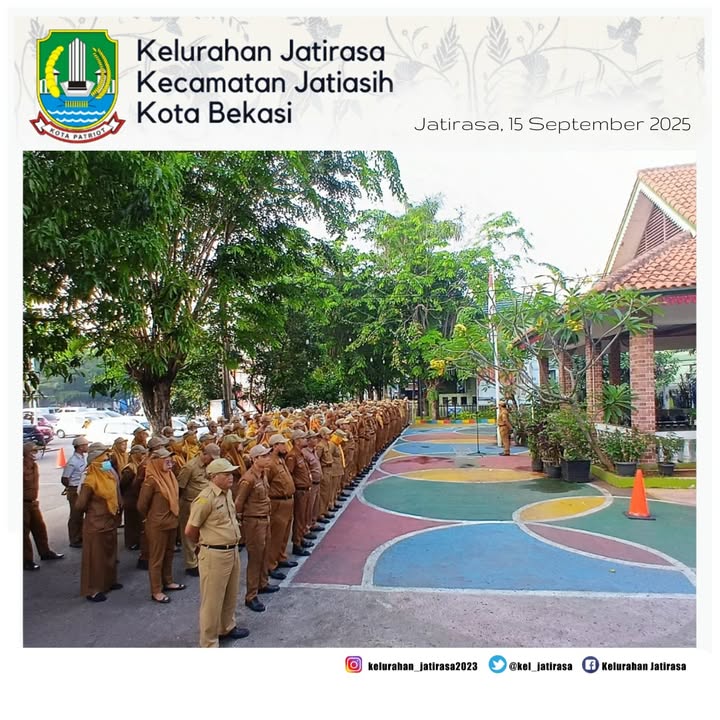 Kelurahan Jatirasa
Kecamatan Jatiasih
Kota Bekasi
KOTA PATRIOT
Jatirasa, 15 September 2025
kelurahan_jatirasa2023 @kel_jatirasa Kelurahan Jatirasa